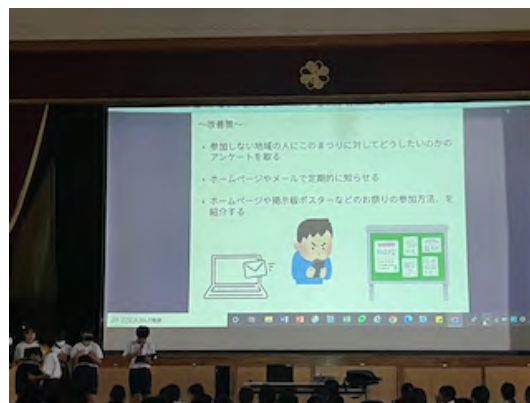 ～改善策～
• 参加しない地域の人にこのまつりに対してどうしたいのかの
アンケートを取る
• ホームページやメールで定期的に知らせる
• ホームページや掲示板ポスターなどのお祭りの参加方法、を
紹介する